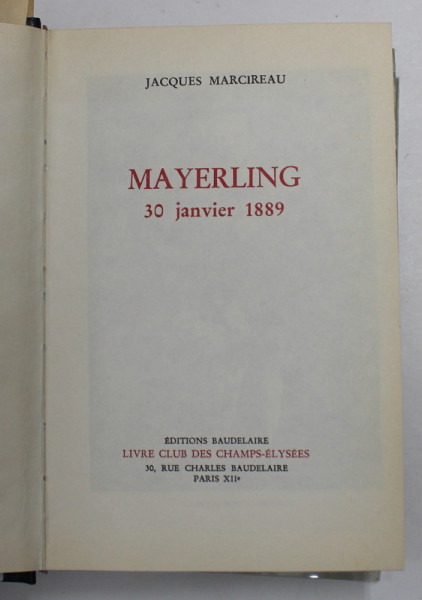 JACQUES MARCIREAU
MAYERLING
30 janvier 1889
ÉDITIONS BAUDELAIRE
LIVRE CLUB DES CHAMPS-ÉLYSÉES
30, RUE CHARLES BAUDELAIRE
PARIS XIIe